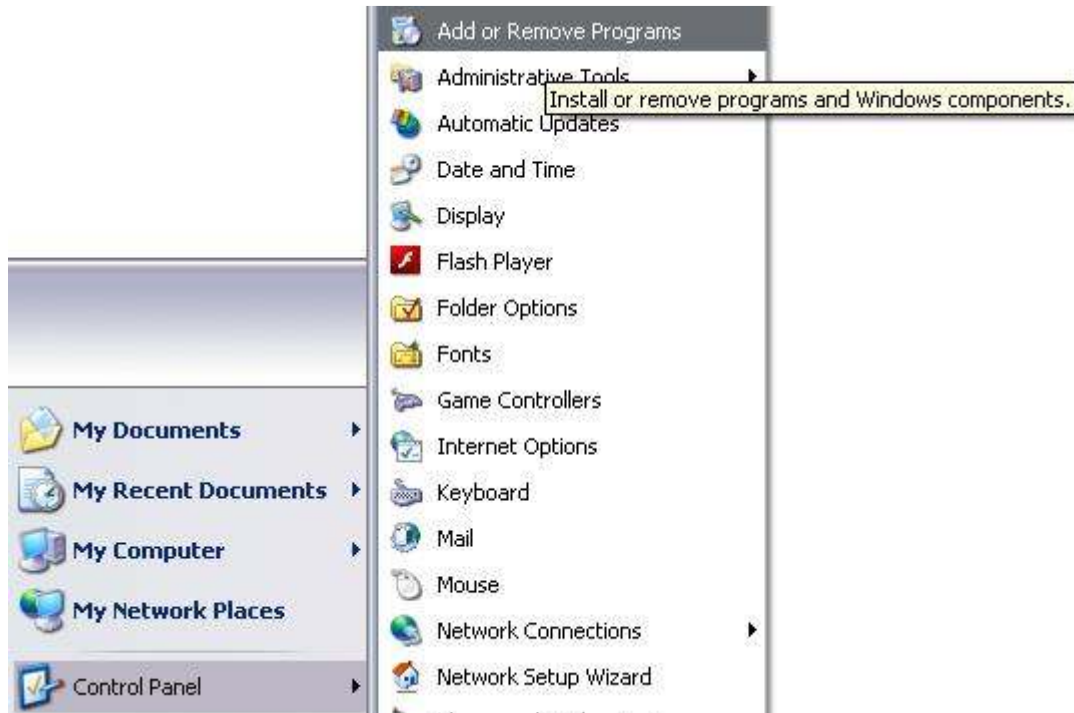 Add or Remove Programs
Administrative Tools
Install or remove programs and Windows components.
Automatic Updates
Date and Time
Display
Flash Player
Folder Options
Fonts
Game Controllers
Internet Options
Keyboard
Mail
Mouse
Network Connections
Network Setup Wizard
My Documents
My Recent Documents
My Computer
My Network Places
Control Panel